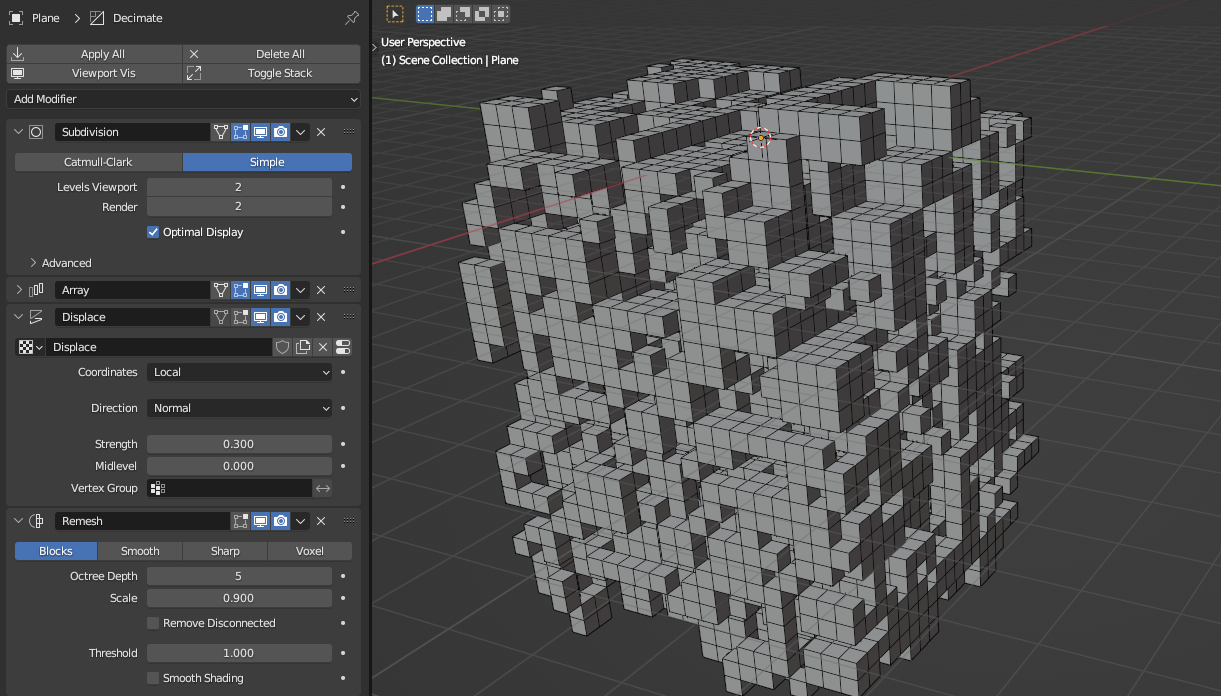 Plane > Decimate
Apply All Delete All
Viewport Vis Toggle Stack
Add Modifier
Subdivision
Catmull-Clark Simple
Levels Viewport 2
Render 2
Optimal Display
Advanced
Array
Displace
Displace
Coordinates Local
Direction Normal
Strength 0.300
Midlevel 0.000
Vertex Group
Remesh
Blocks Smooth Sharp Voxel
Octree Depth 5
Scale 0.900
Remove Disconnected
Threshold 1.000
Smooth Shading
User Perspective
(1) Scene Collection | Plane